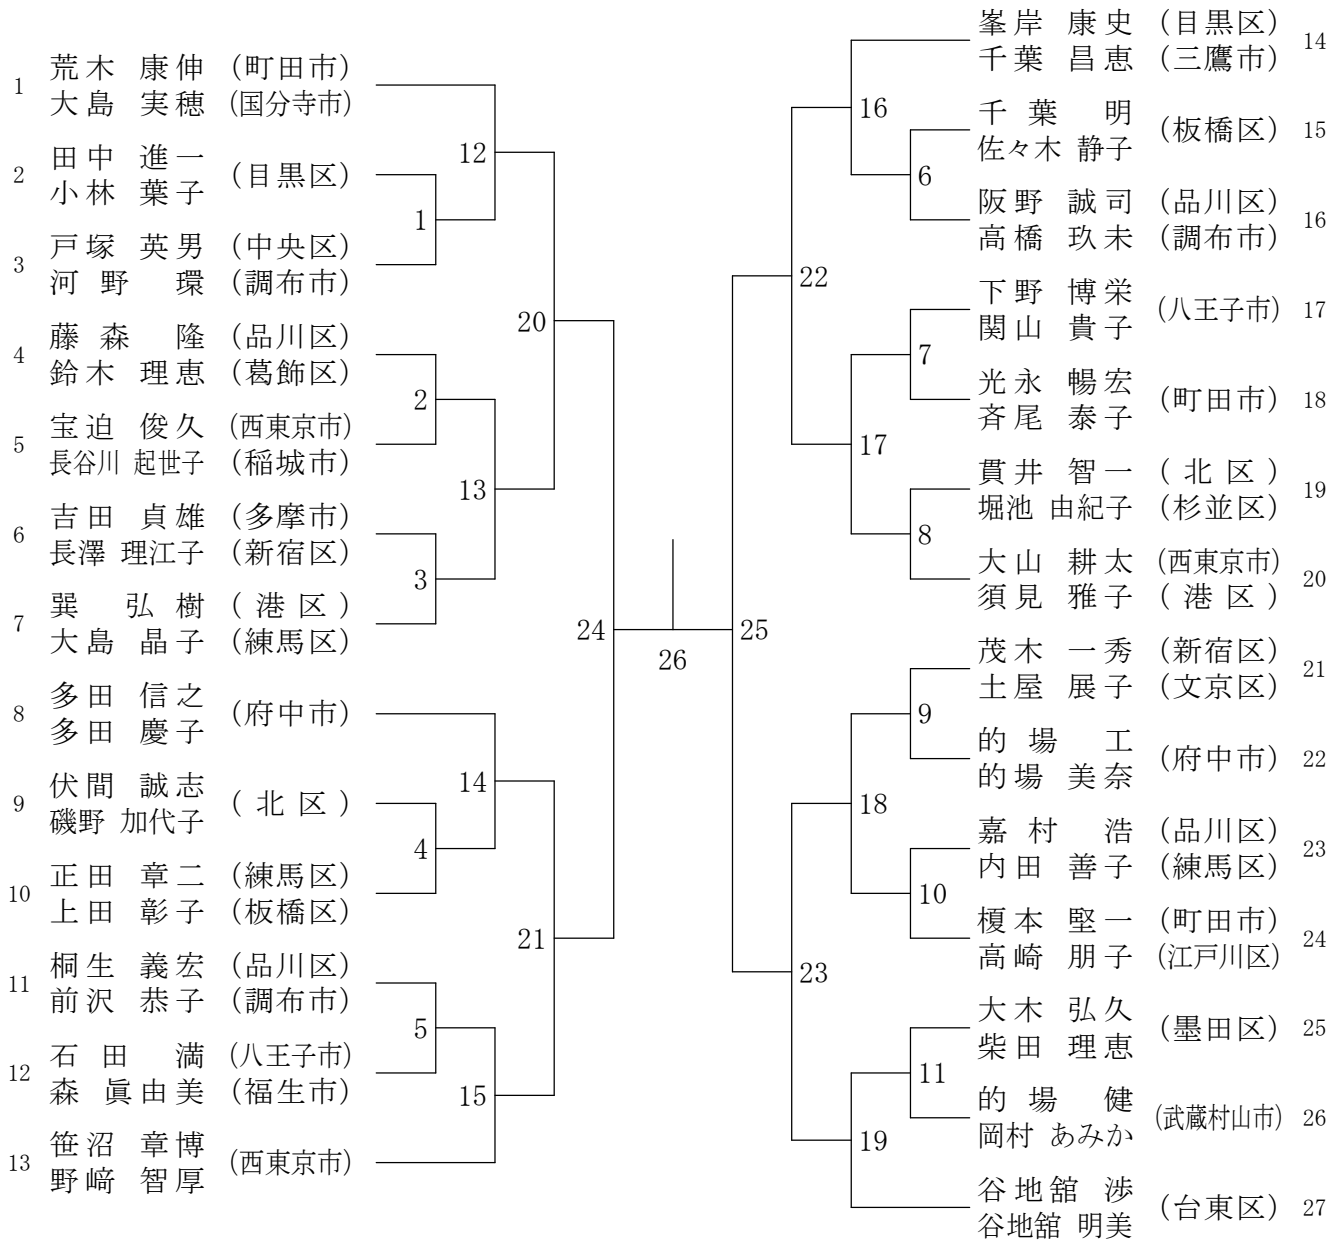 1 荒木 康伸 (町田市)
大島 実穂 (国分寺市)
2 田中 進一 (目黒区)
小林 葉子
3 戸塚 英男 (中央区)
河野 環 (調布市)
4 藤森 隆 (品川区)
鈴木 理恵 (葛飾区)
5 宝迫 俊久 (西東京市)
長谷川 起世子 (稲城市)
6 吉田 貞雄 (多摩市)
長澤 理江子 (新宿区)
7 巽 弘樹 (港区)
大島 晶子 (練馬区)
8 多田 信之 (府中市)
多田 慶子
9 伏間 誠志 (北区)
磯野 加代子
10 正田 章二 (練馬区)
上田 彰子 (板橋区)
11 桐生 義宏 (品川区)
前沢 恭子 (調布市)
12 石田 満 (八王子市)
森 眞由美 (福生市)
13 笹沼 章博 (西東京市)
野﨑 智厚
12
1
20
2
13
3
24
14
4
21
5
15
26
25
16
6
22
7
17
8
9
18
10
23
11
19
峯岸 康史 (目黒区) 14
千葉 昌恵 (三鷹市)
千葉 明 (板橋区) 15
佐々木 静子
阪野 誠司 (品川区) 16
高橋 玖未 (調布市)
下野 博栄 (八王子市) 17
関山 貴子
光永 暢宏 (町田市) 18
斉尾 泰子
貫井 智一 (北区) 19
堀池 由紀子 (杉並区)
大山 耕太 (西東京市) 20
須見 雅子 (港区)
茂木 一秀 (新宿区) 21
土屋 展子 (文京区)
的場 工 (府中市) 22
的場 美奈
嘉村 浩 (品川区) 23
内田 善子 (練馬区)
榎本 堅一 (町田市) 24
高崎 朋子 (江戸川区)
大木 弘久 (墨田区) 25
柴田 理恵
的場 健 (武蔵村山市) 26
岡村 あみか
谷地舘 渉 (台東区) 27
谷地舘 明美